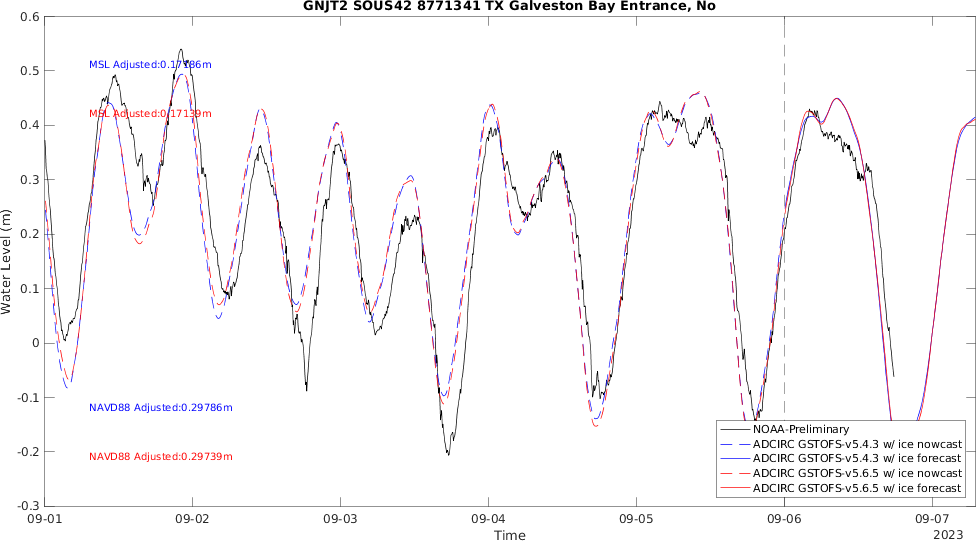 GNJT2 SOUS42 8771341 TX Galveston Bay Entrance, No
0.6
0.5
0.4
0.3
0.2
0.1
0
-0.1
-0.2
-0.3
Water Level (m)
MSL Adjusted:0.17186m
MSL Adjusted:0.17139m
NAVD88 Adjusted:0.29786m
NAVD88 Adjusted:0.29739m
NOAA-Preliminary
ADCIRC GSTOFS-v5.4.3 w/ ice nowcast
ADCIRC GSTOFS-v5.4.3 w/ ice forecast
ADCIRC GSTOFS-v5.6.5 w/ ice nowcast
ADCIRC GSTOFS-v5.6.5 w/ ice forecast
09-01 09-02 09-03 09-04 09-05 09-06 09-07
Time
2023